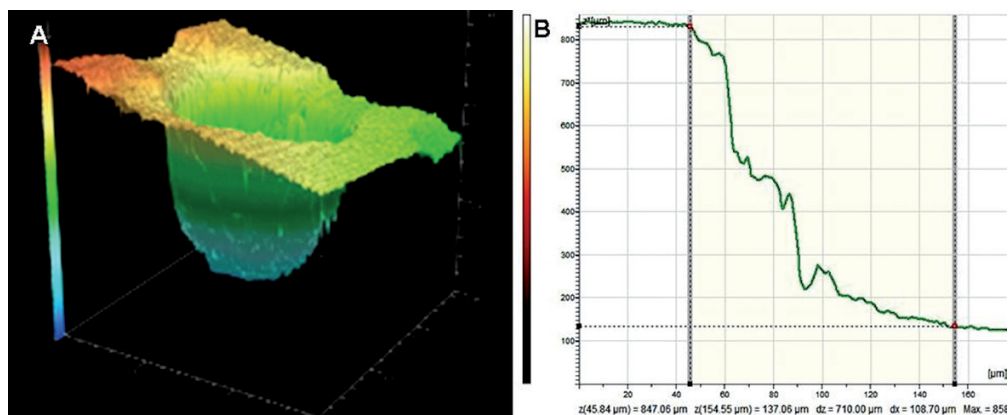 A
B
z*[µm]
800
700
600
500
400
300
200
100
20 40 60 80 100 120 140 160
[µm]
z(45.84 µm) = 847.06 µm z(154.55 µm) = 137.06 µm dz = 710.00 µm dx = 108.70 µm Max. = 858